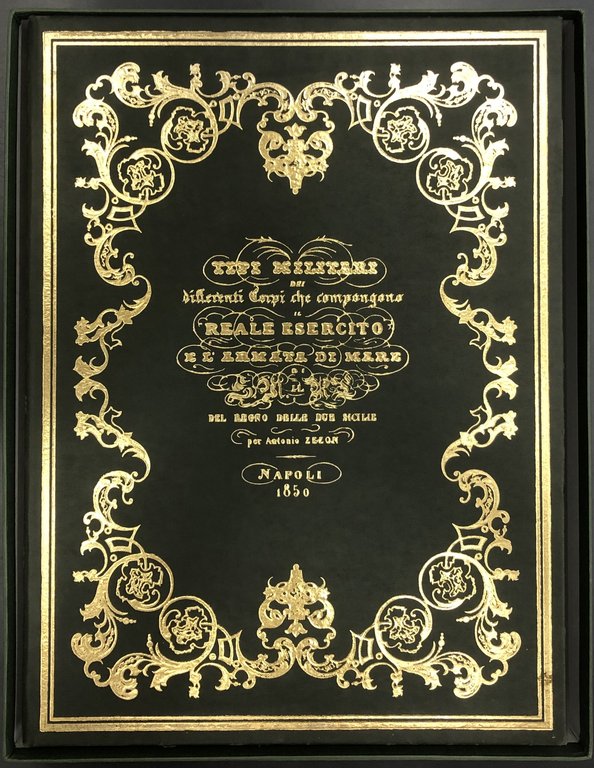 TIPI MILITARI
DEI
differenti Corpi che compongono
IL
REALE ESERCITO
E L'ARMATA DI MARE
DI
DEL REGNO DELLE DUE SICILIE
per Antonio ZEZON
NAPOLI
1850